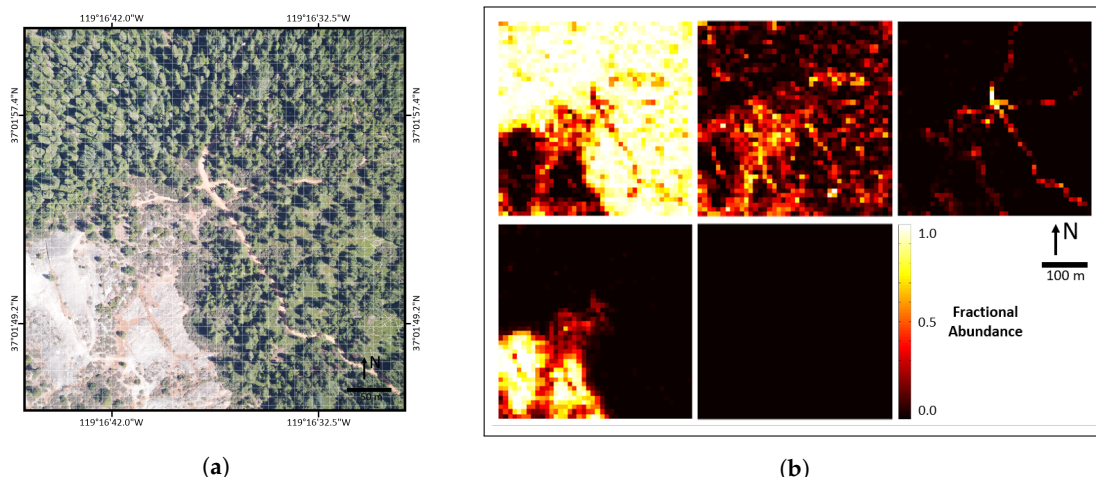 119°16'42.0"W 119°16'32.5"W
37°01'57.4"N 37°01'57.4"N
37°01'49.2"N 37°01'49.2"N
N
50 m
119°16'42.0"W 119°16'32.5"W
(a)
1.0
0.5
0.0
Fractional
Abundance
N
100 m
(b)